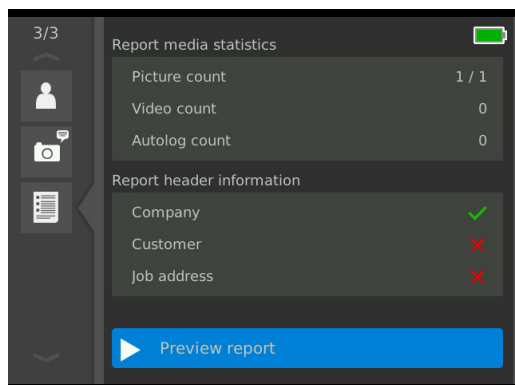 3/3
Report media statistics
Picture count 1 / 1
Video count 0
Autolog count 0
Report header information
Company
Customer
Job address
Preview report